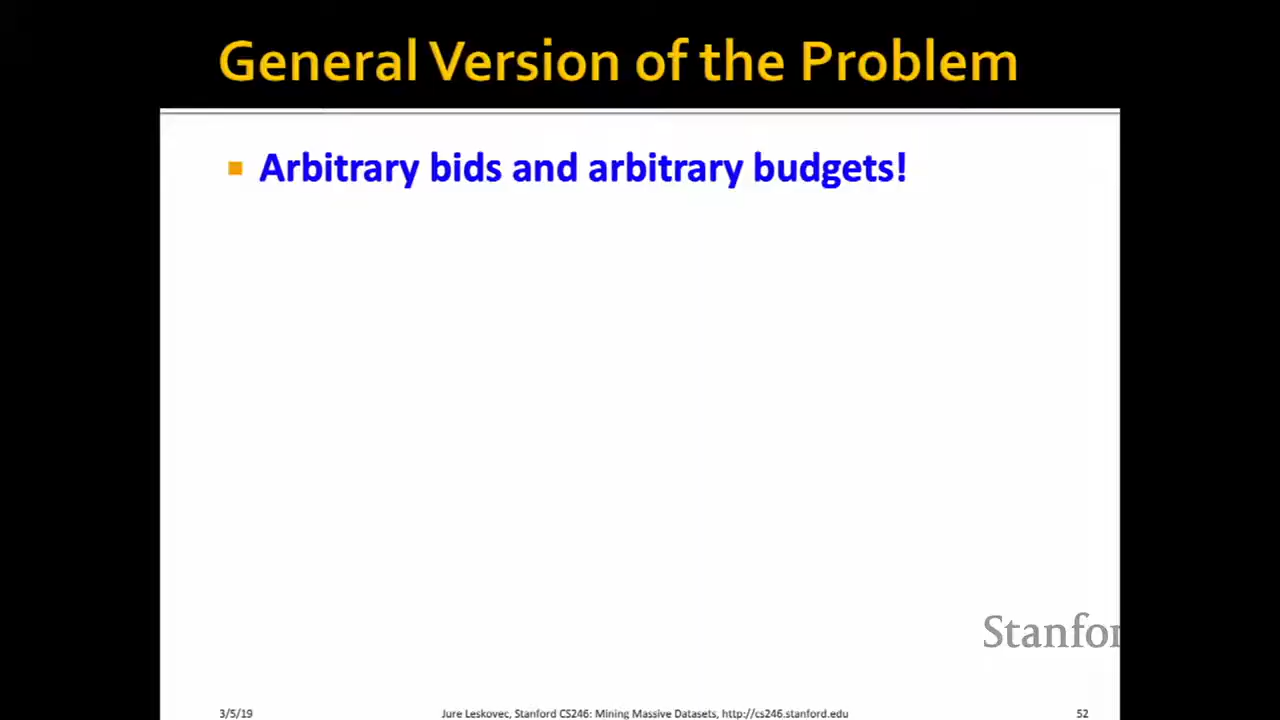 General Version of the Problem
Arbitrary bids and arbitrary budgets!
Stanfor
3/5/19
Jure Leskovec, Stanford CS246: Mining Massive Datasets, http://cs246.stanford.edu
52